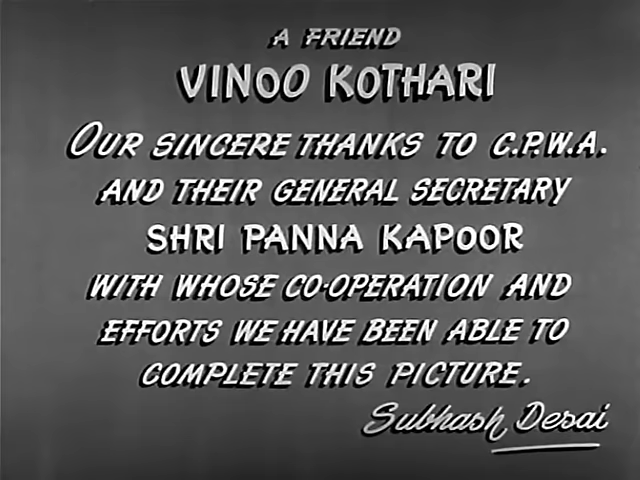 A FRIEND
VINOO KOTHARI
OUR SINCERE THANKS TO C.P.W.A.
AND THEIR GENERAL SECRETARY
SHRI PANNA KAPOOR
WITH WHOSE CO-OPERATION AND
EFFORTS WE HAVE BEEN ABLE TO
COMPLETE THIS PICTURE.
Subhash Desai